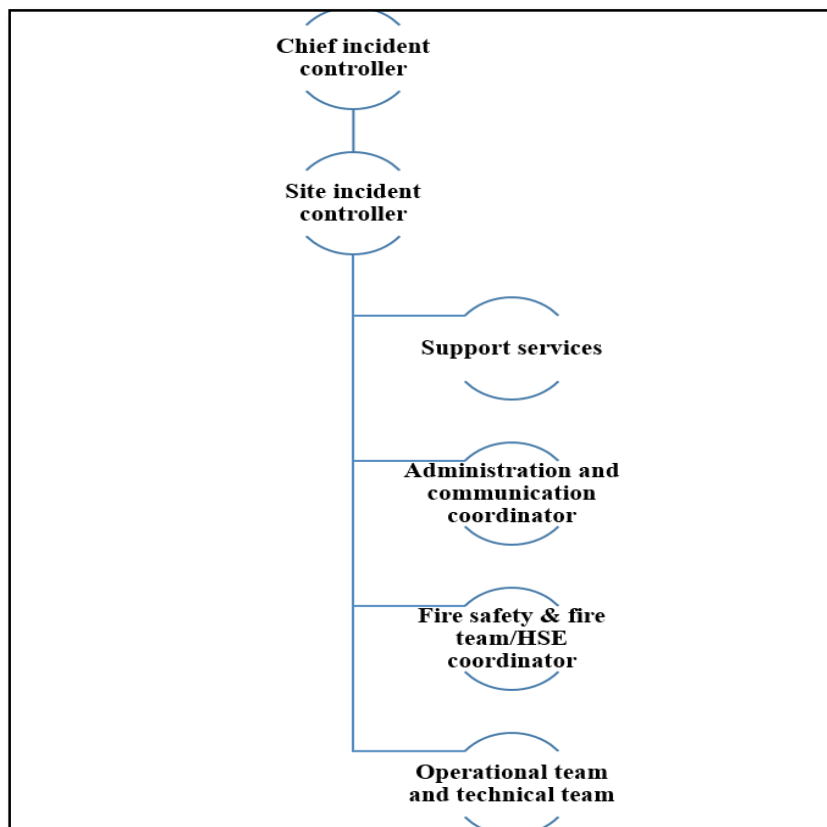 Chief incident
controller
Site incident
controller
Support services
Administration and
communication
coordinator
Fire safety & fire
team/HSE
coordinator
Operational team
and technical team